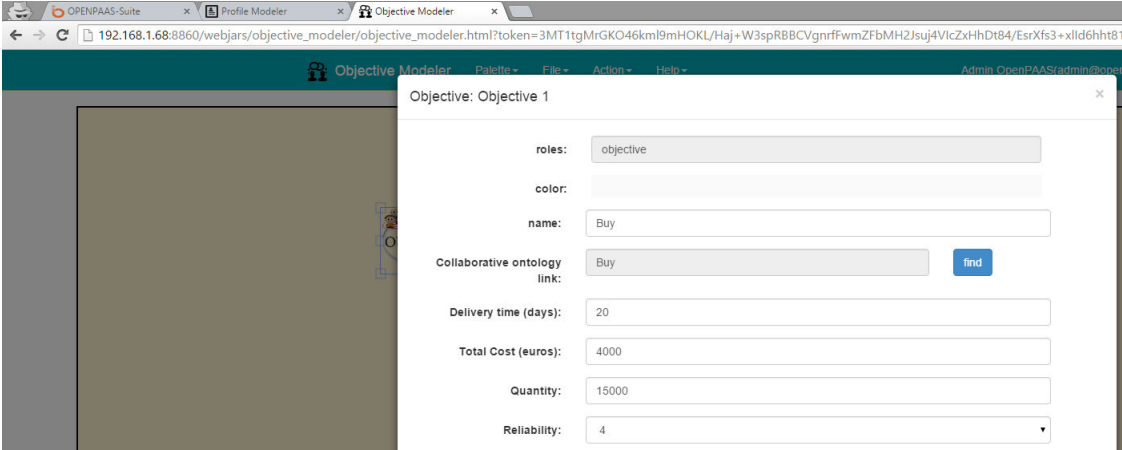 OPENPAAS-Suite
Profile Modeler
Objective Modeler
192.168.1.68:8860/webjars/objective_modeler/objective_modeler.html?token=3MT1tgMrGKO46kml9mHOKL/Haj+W3spRBBCVgnrfFwmZFbMH2Jsuj4VIcZxHhDt84/EsrXfs3+xlId6hht81
Objective Modeler Palette File Action Help Admin OpenPAAS(admin@open
Objective: Objective 1 ×
roles: objective
color:
name: Buy
Collaborative ontology link: Buy find
Delivery time (days): 20
Total Cost (euros): 4000
Quantity: 15000
Reliability: 4